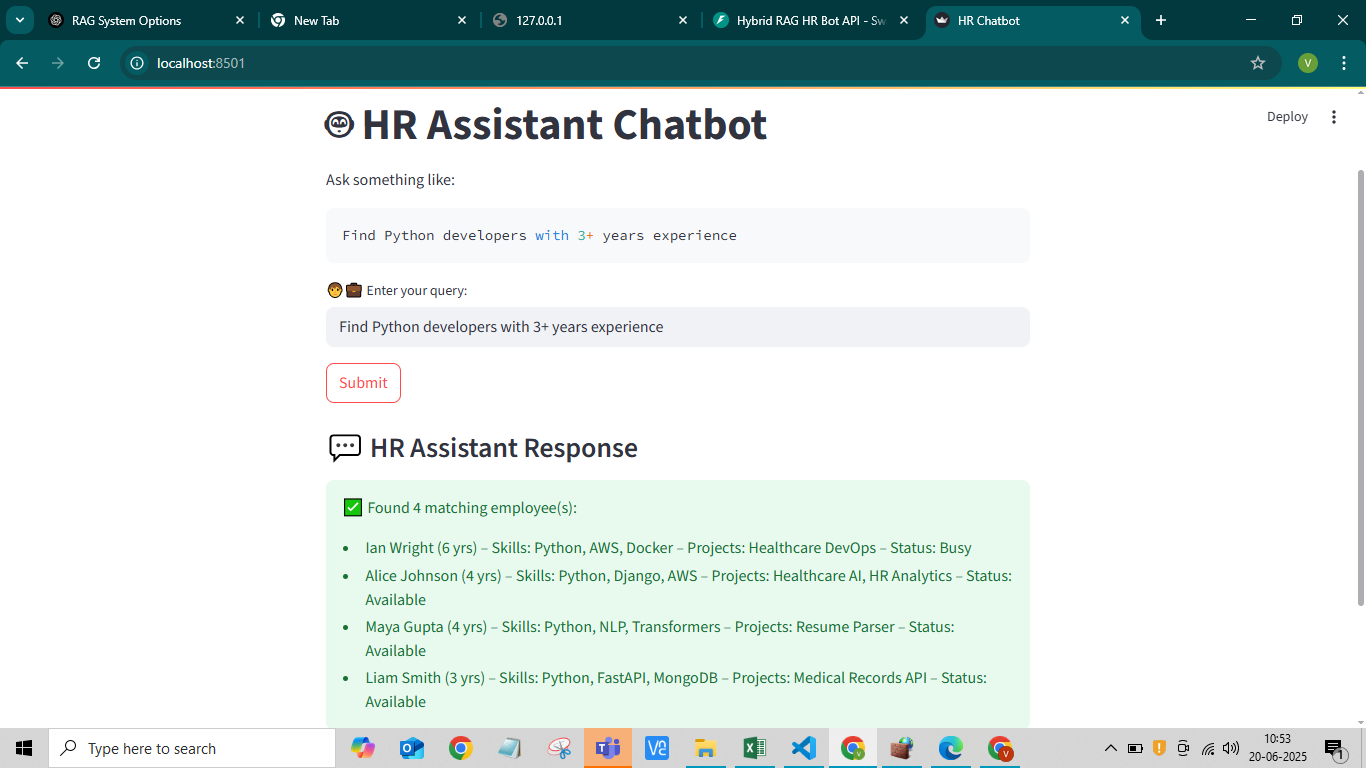 RAG System Options
New Tab
127.0.0.1
Hybrid RAG HR Bot API - Sw
HR Chatbot
localhost:8501
V
HR Assistant Chatbot
Deploy
Ask something like:
Find Python developers with 3+ years experience
Enter your query:
Find Python developers with 3+ years experience
Submit
HR Assistant Response
Found 4 matching employee(s):
Ian Wright (6 yrs) – Skills: Python, AWS, Docker – Projects: Healthcare DevOps – Status: Busy
Alice Johnson (4 yrs) – Skills: Python, Django, AWS – Projects: Healthcare AI, HR Analytics – Status:
Available
Maya Gupta (4 yrs) – Skills: Python, NLP, Transformers – Projects: Resume Parser – Status:
Available
Liam Smith (3 yrs) – Skills: Python, FastAPI, MongoDB – Projects: Medical Records API – Status:
Available
Type here to search
10:53
20-06-2025
1